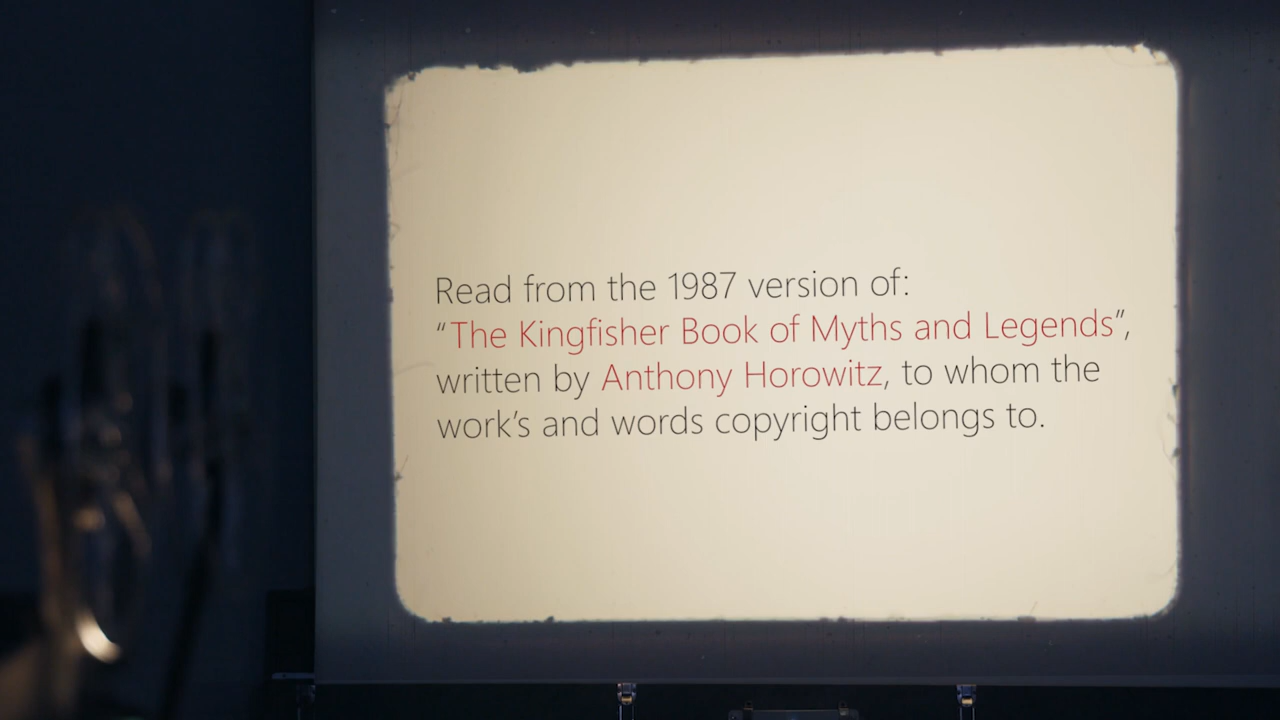 Read from the 1987 version of:
“The Kingfisher Book of Myths and Legends”,
written by Anthony Horowitz, to whom the
work’s and words copyright belongs to.